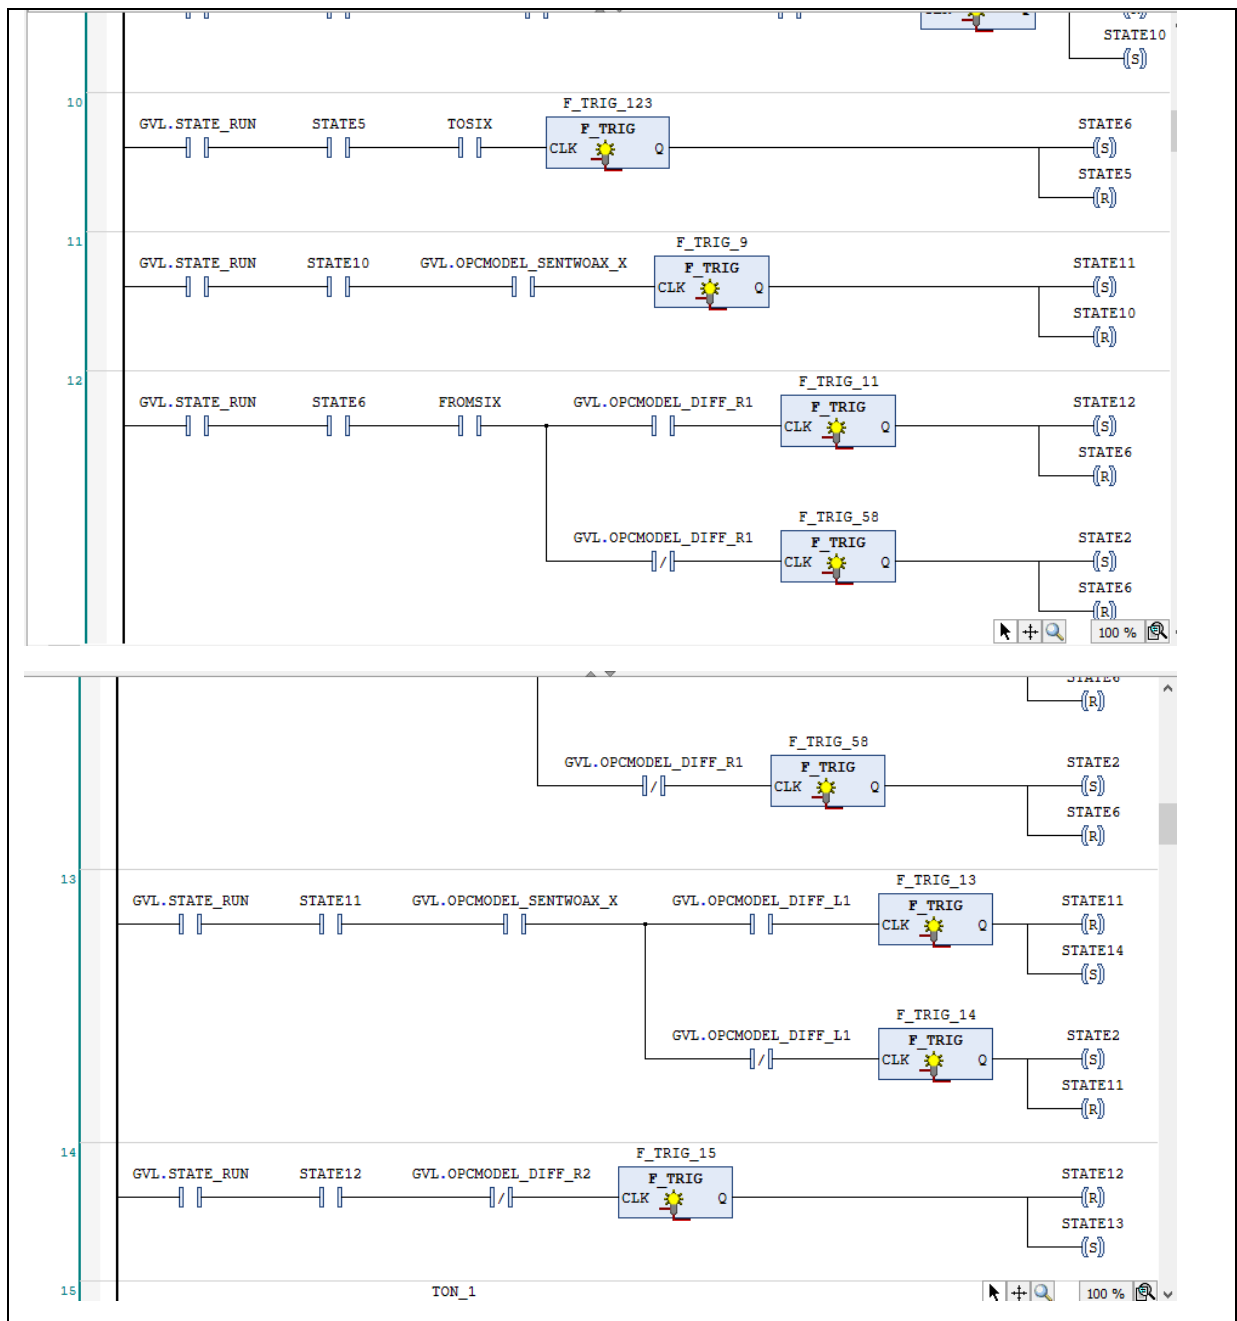 STATE10
(S)
10
F_TRIG_123
GVL.STATE_RUN STATE5 TOSIX F_TRIG STATE6
CLK Q (S)
STATE5
(R)
11
F_TRIG_9
GVL.STATE_RUN STATE10 GVL.OPCMODEL_SENTWOAX_X F_TRIG STATE11
CLK Q (S)
STATE10
(R)
12
F_TRIG_11
GVL.STATE_RUN STATE6 FROMSIX GVL.OPCMODEL_DIFF_R1 F_TRIG STATE12
CLK Q (S)
STATE6
(R)
F_TRIG_58
GVL.OPCMODEL_DIFF_R1 F_TRIG STATE2
CLK Q (S)
STATE6
(R)
100 %
STATE6
(R)
F_TRIG_58
GVL.OPCMODEL_DIFF_R1 F_TRIG STATE2
CLK Q (S)
STATE6
(R)
13
F_TRIG_13
GVL.STATE_RUN STATE11 GVL.OPCMODEL_SENTWOAX_X GVL.OPCMODEL_DIFF_L1 F_TRIG STATE11
CLK Q (R)
STATE14
(S)
F_TRIG_14
GVL.OPCMODEL_DIFF_L1 F_TRIG STATE2
CLK Q (S)
STATE11
(R)
14
F_TRIG_15
GVL.STATE_RUN STATE12 GVL.OPCMODEL_DIFF_R2 F_TRIG STATE12
CLK Q (R)
STATE13
(S)
15
TON_1
100 %